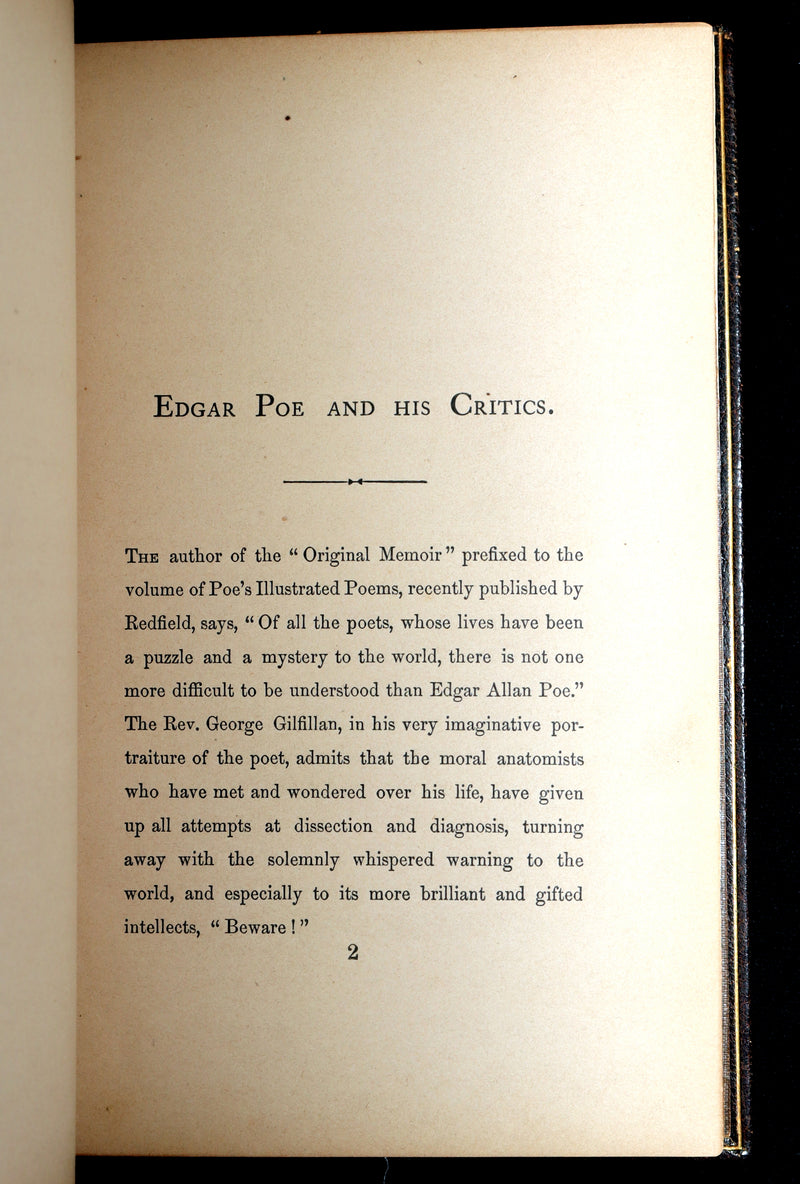 Edgar Poe and his Critics.
The author of the “Original Memoir” prefixed to the
volume of Poe’s Illustrated Poems, recently published by
Redfield, says, “Of all the poets, whose lives have been
a puzzle and a mystery to the world, there is not one
more difficult to be understood than Edgar Allan Poe.”
The Rev. George Gilfillan, in his very imaginative por-
traiture of the poet, admits that the moral anatomists
who have met and wondered over his life, have given
up all attempts at dissection and diagnosis, turning
away with the solemnly whispered warning to the
world, and especially to its more brilliant and gifted
intellects, “Beware!”
2